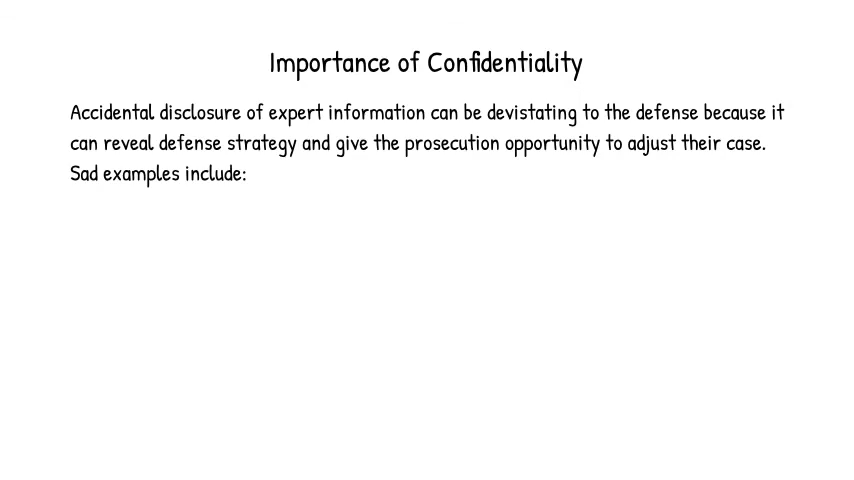 Importance of Confidentiality
Accidental disclosure of expert information can be devistating to the defense because it
can reveal defense strategy and give the prosecution opportunity to adjust their case.
Sad examples include: